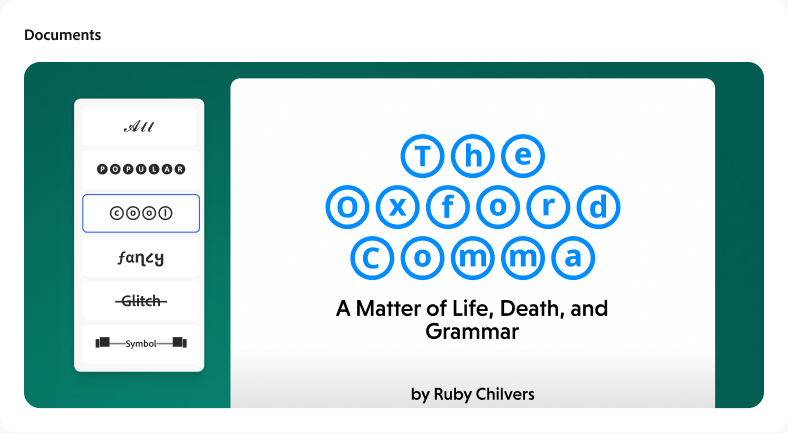 Documents
All
POPULAR
cool
fancy
Glitch
Symbol
The
Oxford
Comma
A Matter of Life, Death, and
Grammar
by Ruby Chilvers